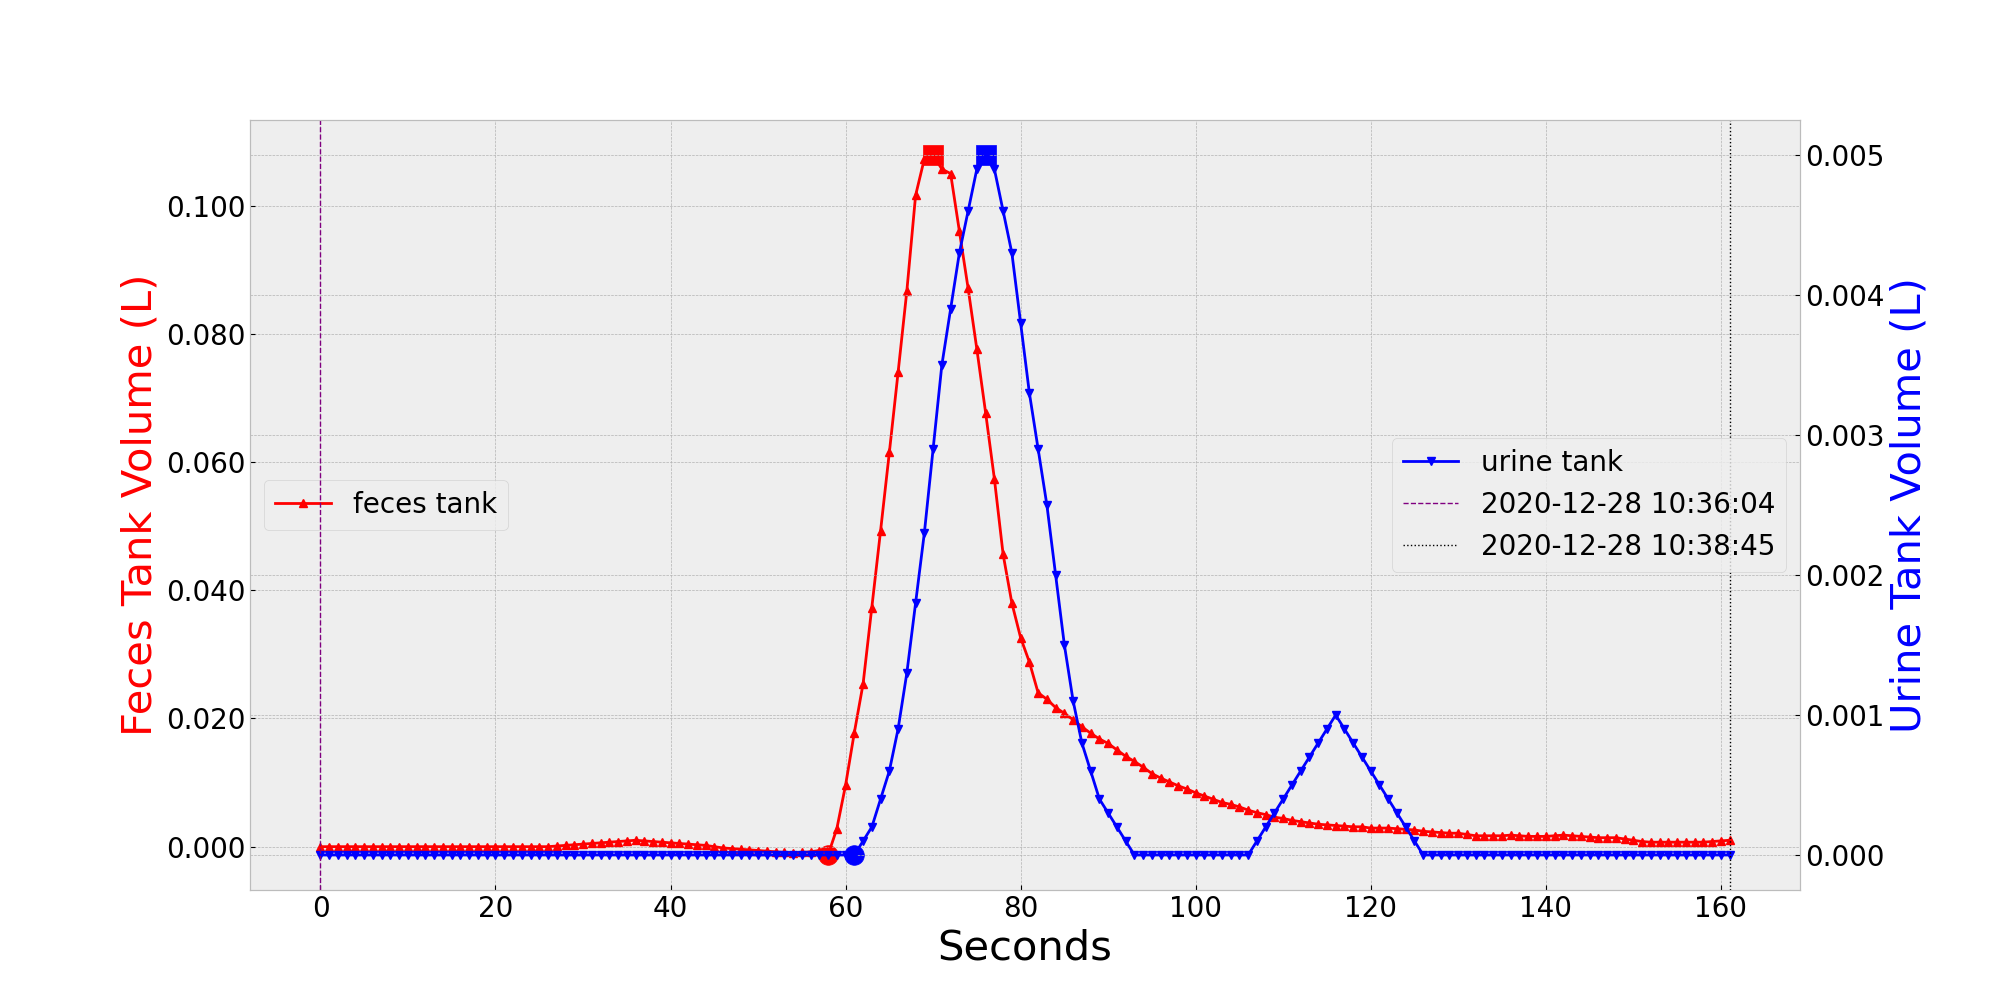 Feces Tank Volume (L)
0.100
0.080
0.060
0.040
0.020
0.000
feces tank
urine tank
2020-12-28 10:36:04
2020-12-28 10:38:45
0.005
0.004
0.003
0.002
0.001
0.000
Urine Tank Volume (L)
0 20 40 60 80 100 120 140 160
Seconds